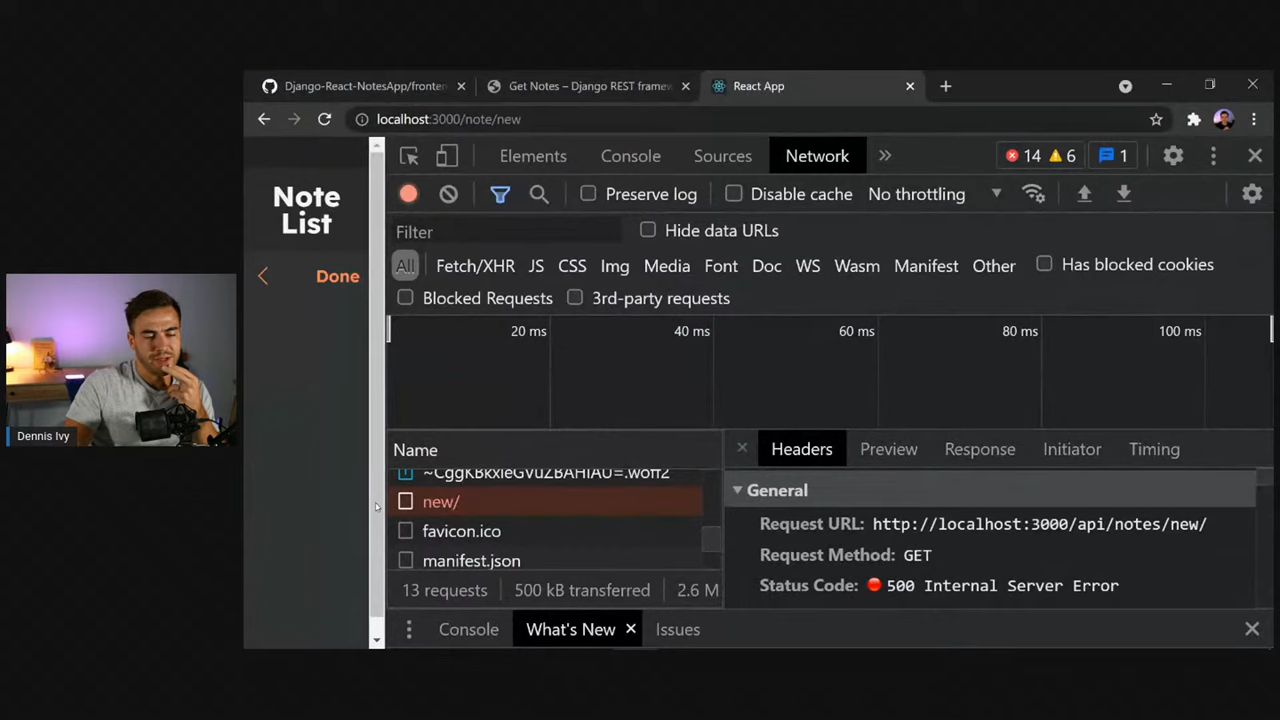 Django-React-NotesApp/fronten
Get Notes – Django REST framew
React App
localhost:3000/note/new
Elements
Console
Sources
Network
14
6
1
Preserve log
Disable cache
No throttling
Note
List
Filter
Hide data URLs
All
Fetch/XHR
JS
CSS
Img
Media
Font
Doc
WS
Wasm
Manifest
Other
Has blocked cookies
Done
Blocked Requests
3rd-party requests
20 ms
40 ms
60 ms
80 ms
100 ms
Name
Headers
Preview
Response
Initiator
Timing
General
new/
Request URL: http://localhost:3000/api/notes/new/
favicon.ico
Request Method: GET
manifest.json
Status Code: 500 Internal Server Error
13 requests
500 kB transferred
2.6 M
Console
What's New
Issues
Dennis Ivy